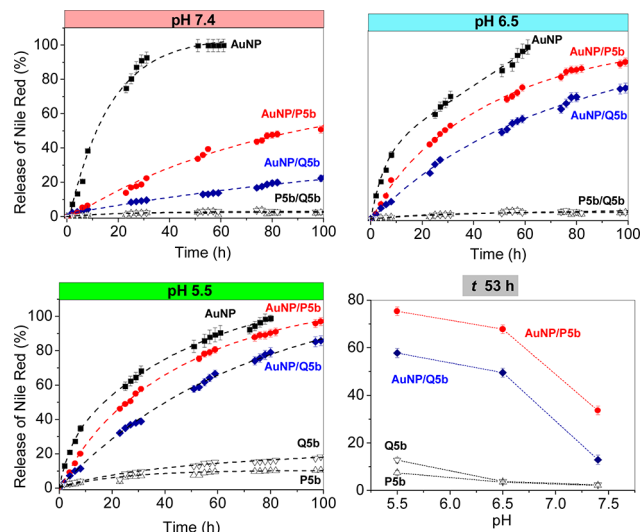 pH 7.4
Release of Nile Red (%)
100
80
60
40
20
0
AuNP
AuNP/P5b
AuNP/Q5b
P5b/Q5b
0 20 40 60 80 100
Time (h)
pH 6.5
AuNP
AuNP/P5b
AuNP/Q5b
P5b/Q5b
0 20 40 60 80 100
Time (h)
pH 5.5
Release of Nile Red (%)
100
80
60
40
20
0
AuNP
AuNP/P5b
AuNP/Q5b
Q5b
P5b
0 20 40 60 80 100
Time (h)
t 53 h
80
60
40
20
0
AuNP/P5b
AuNP/Q5b
Q5b
P5b
5.5 6.0 6.5 7.0 7.5
pH